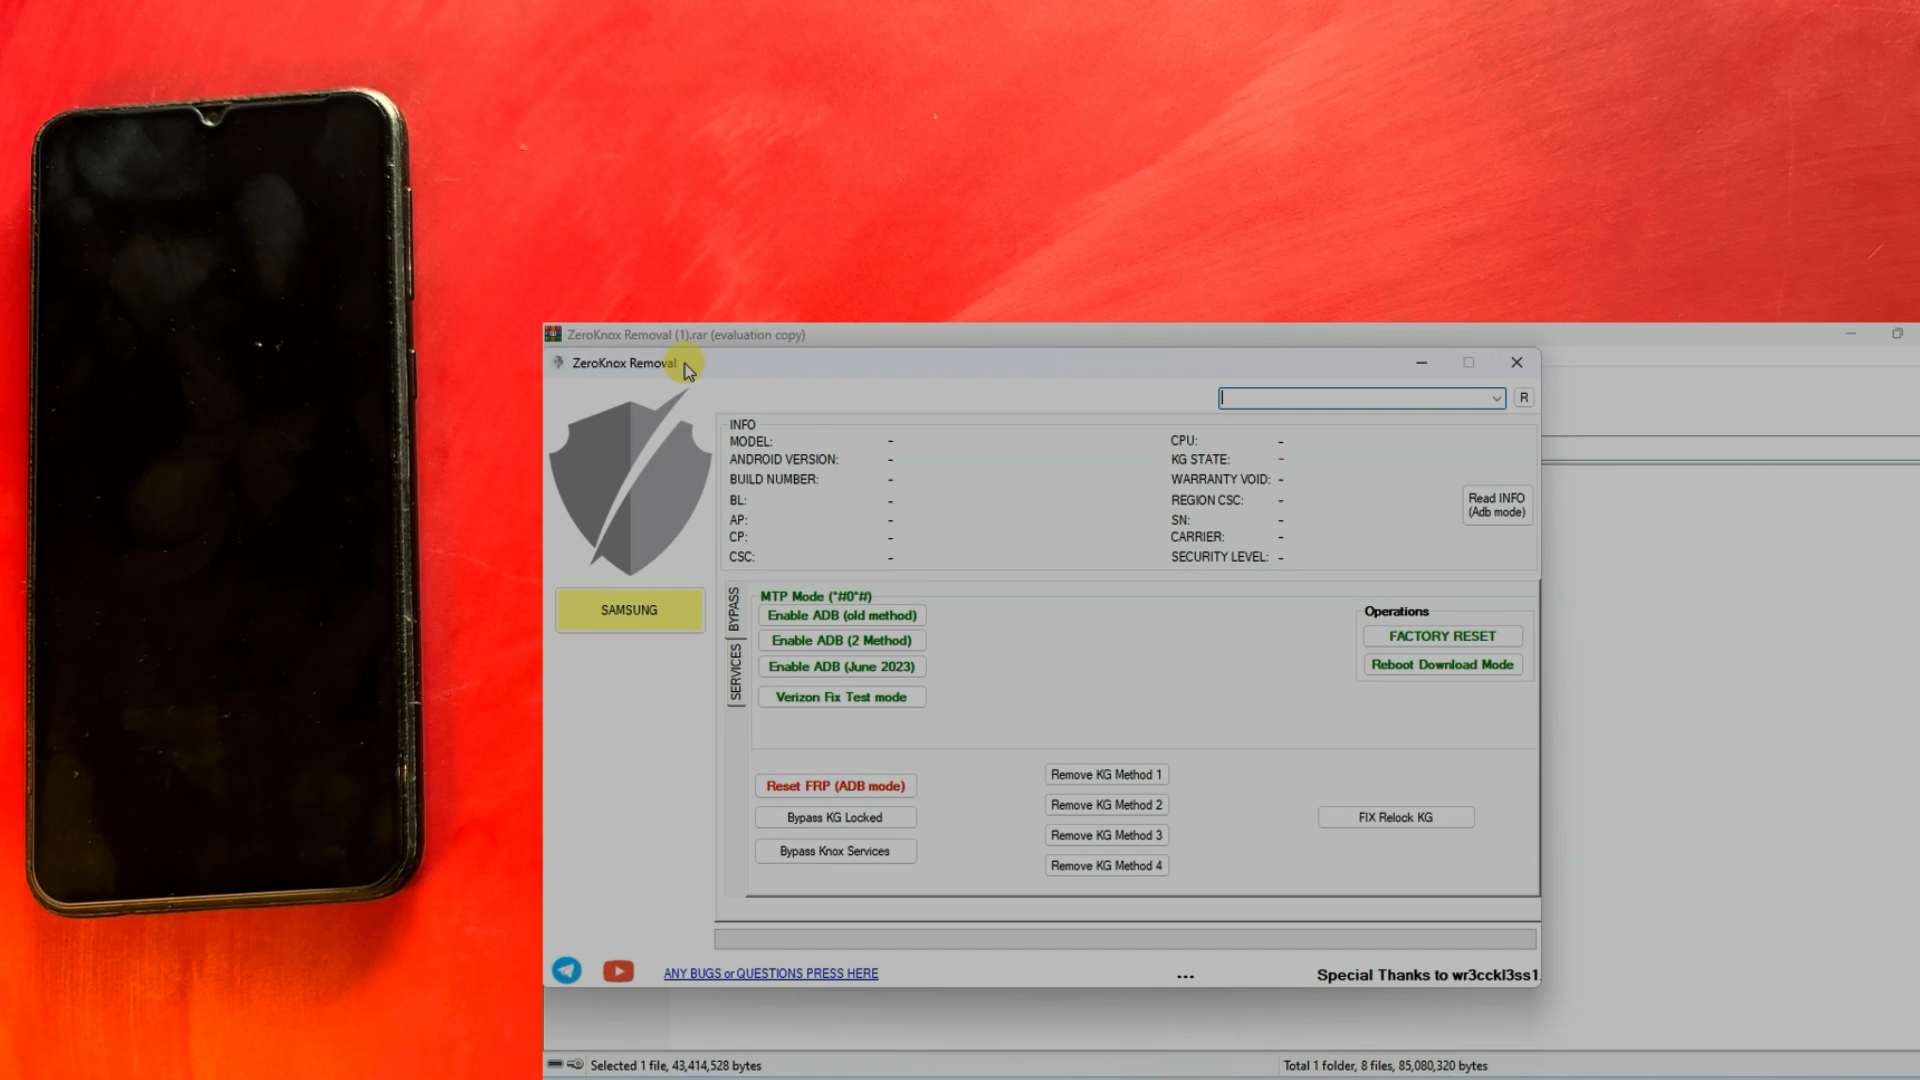 ZeroKnox Removal (1).rar (evaluation copy)
ZeroKnox Removal
R
INFO
MODEL: -
ANDROID VERSION: -
BUILD NUMBER: -
BL: -
AP: -
CP: -
CSC: -
CPU: -
KG STATE: -
WARRANTY VOID: -
REGION CSC: -
SN: -
CARRIER: -
SECURITY LEVEL: -
Read INFO
(Adb mode)
SAMSUNG
BYPASS
SERVICES
MTP Mode (*#0*#)
Enable ADB (old method)
Enable ADB (2 Method)
Enable ADB (June 2023)
Verizon Fix Test mode
Operations
FACTORY RESET
Reboot Download Mode
Reset FRP (ADB mode)
Bypass KG Locked
Bypass Knox Services
Remove KG Method 1
Remove KG Method 2
Remove KG Method 3
Remove KG Method 4
FIX Relock KG
ANY BUGS or QUESTIONS PRESS HERE
...
Special Thanks to wr3cckl3ss1
Selected 1 file, 43,414,528 bytes
Total 1 folder, 8 files, 85,080,320 bytes